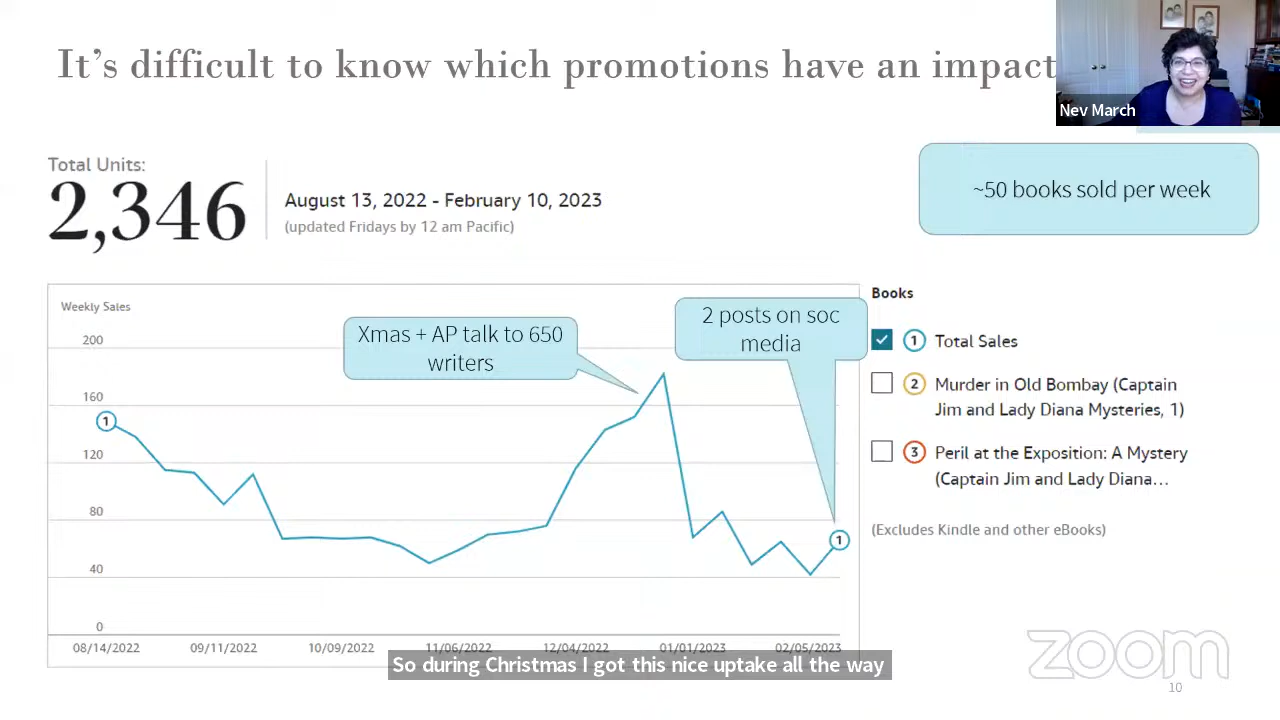 It's difficult to know which promotions have an impact
Nev March
Total Units:
2,346
August 13, 2022 - February 10, 2023
(updated Fridays by 12 am Pacific)
~50 books sold per week
Weekly Sales
200
160
120
80
40
0
1
1
Xmas + AP talk to 650
writers
2 posts on soc
media
08/14/2022 09/11/2022 10/09/2022 11/06/2022 12/04/2022 01/01/2023 02/05/2023
Books
1 Total Sales
2 Murder in Old Bombay (Captain
Jim and Lady Diana Mysteries, 1)
3 Peril at the Exposition: A Mystery
(Captain Jim and Lady Diana...
(Excludes Kindle and other eBooks)
So during Christmas I got this nice uptake all the way
zoom
10